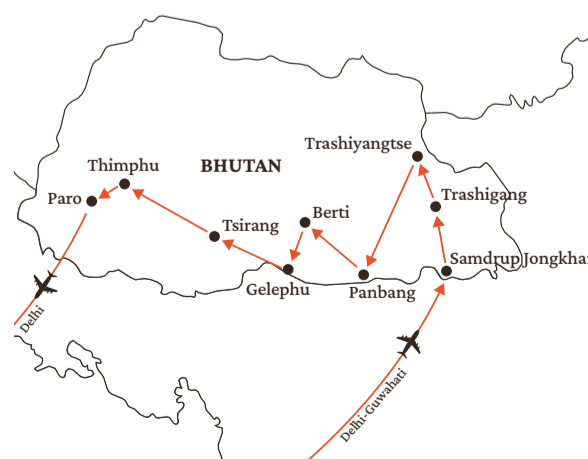 Trashiyangtse
Thimphu
BHUTAN
Paro
Trashigang
Berti
Tsirang
Samdrup Jongkhar
Gelephu
Panbang
Delhi
Delhi-Guwahati